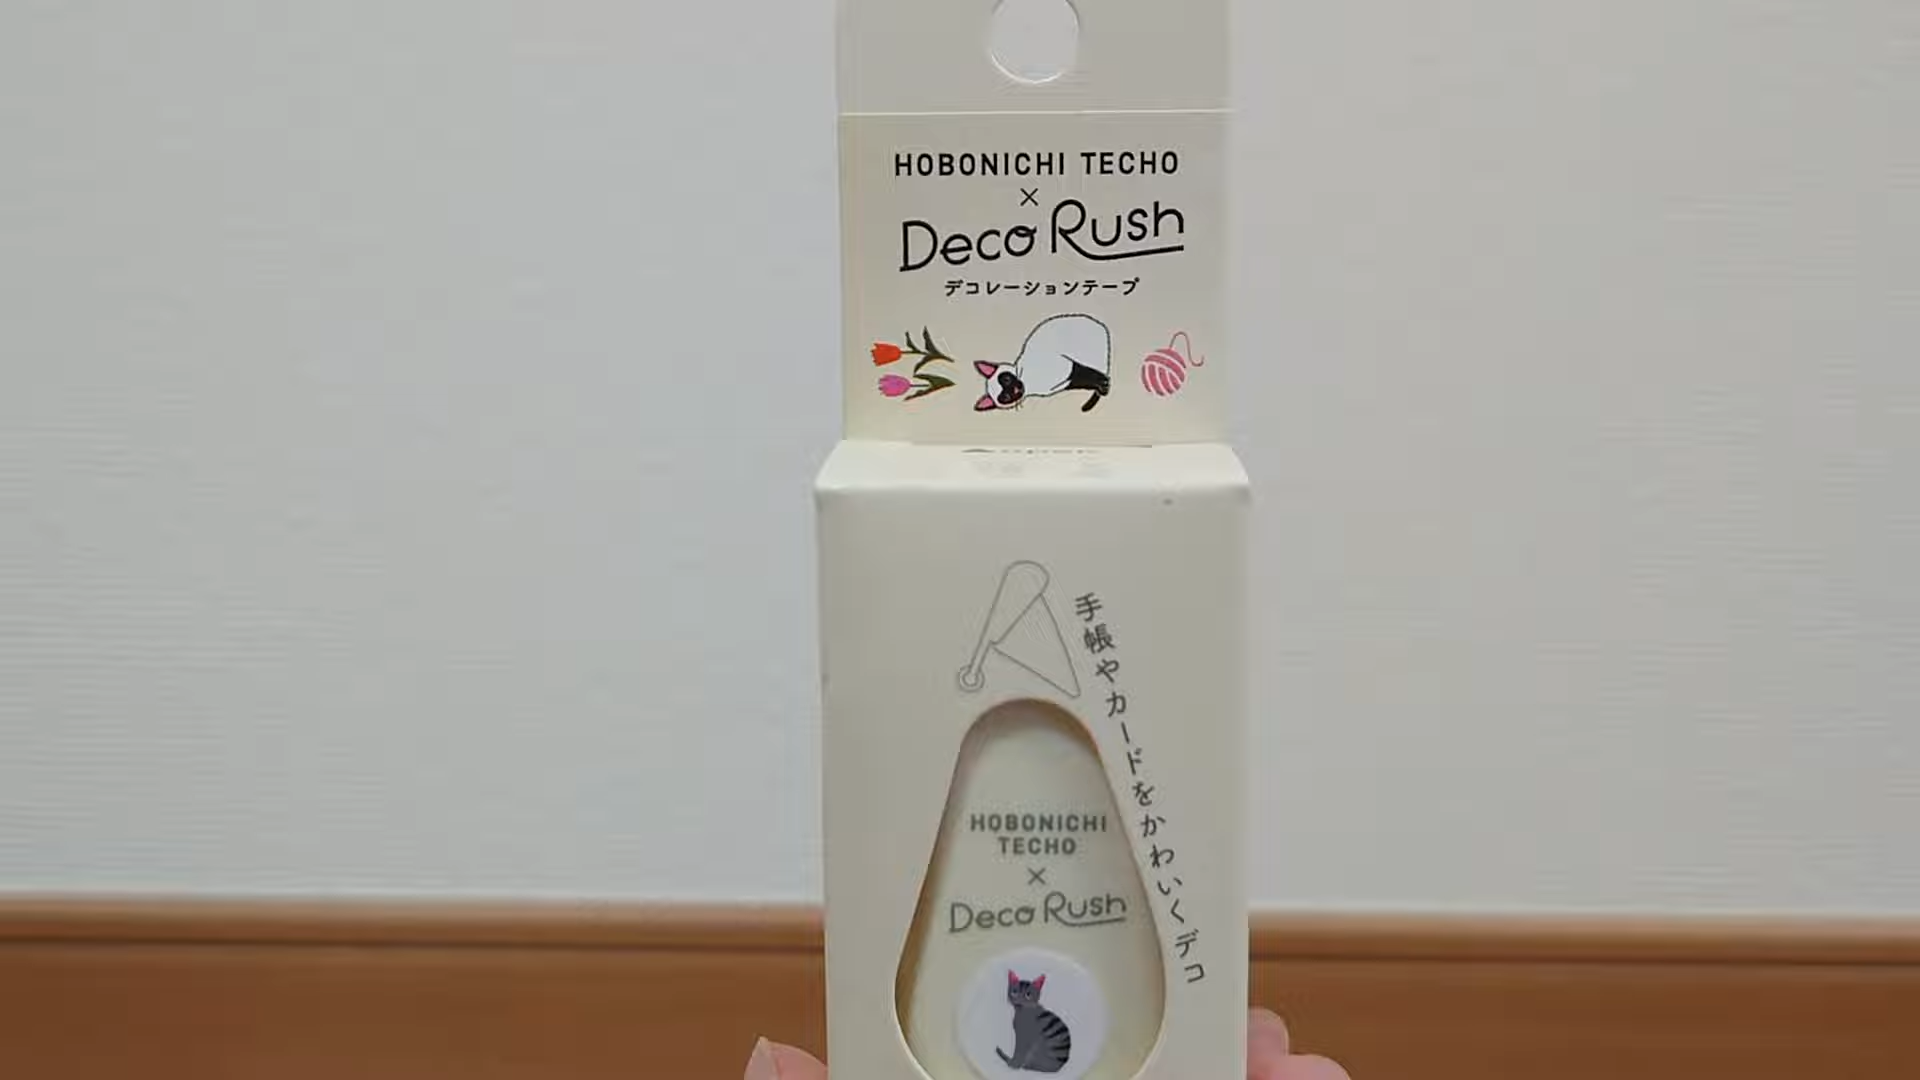 HOBONICHI TECHO
×
Deco Rush
デコレーションテープ
手帳やカードをかわいくデコ
HOBONICHI
TECHO
×
Deco Rush